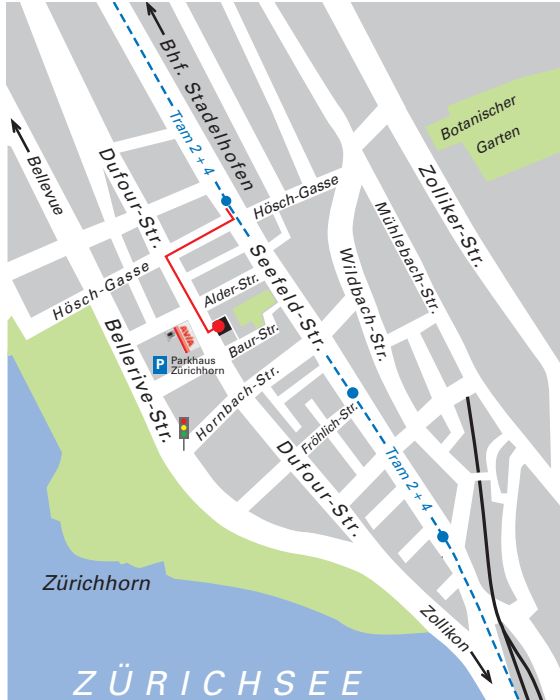 Bhf. Stadelhofen
Tram 2 + 4
Botanischer
Garten
Bellevue
Dufour-Str.
Zolliker-Str.
Hösch-Gasse
Mühlebach-Str.
Hösch-Gasse
Seefeld-Str.
Wildbach-Str.
Alder-Str.
Bellerive-Str.
AVIA
Baur-Str.
P
Parkhaus
Zürichhorn
Hornbach-Str.
Fröhlich-Str.
Dufour-Str.
Tram 2 + 4
Zürichhorn
Zollikon
ZÜRICHSEE